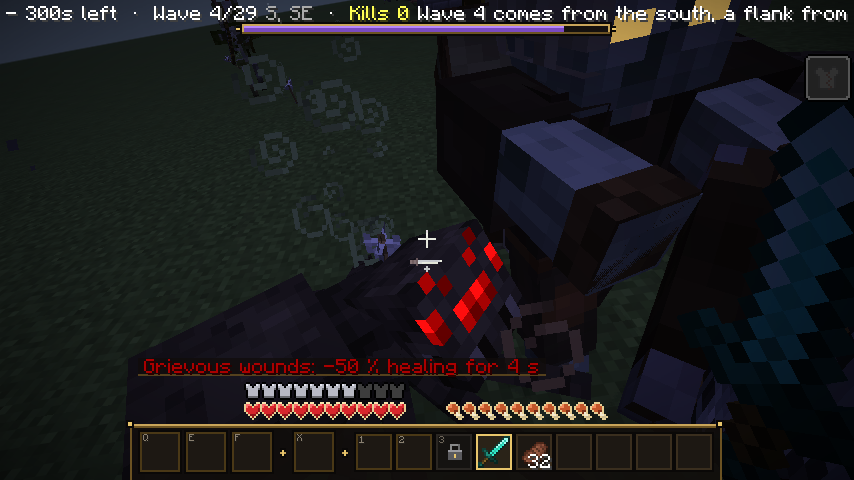 - 300s left · Wave 4/29 S, SE · Kills 0 Wave 4 comes from the south, a flank from
Grievous wounds: -50 % healing for 4 s
Q E F X 1 2 3
32